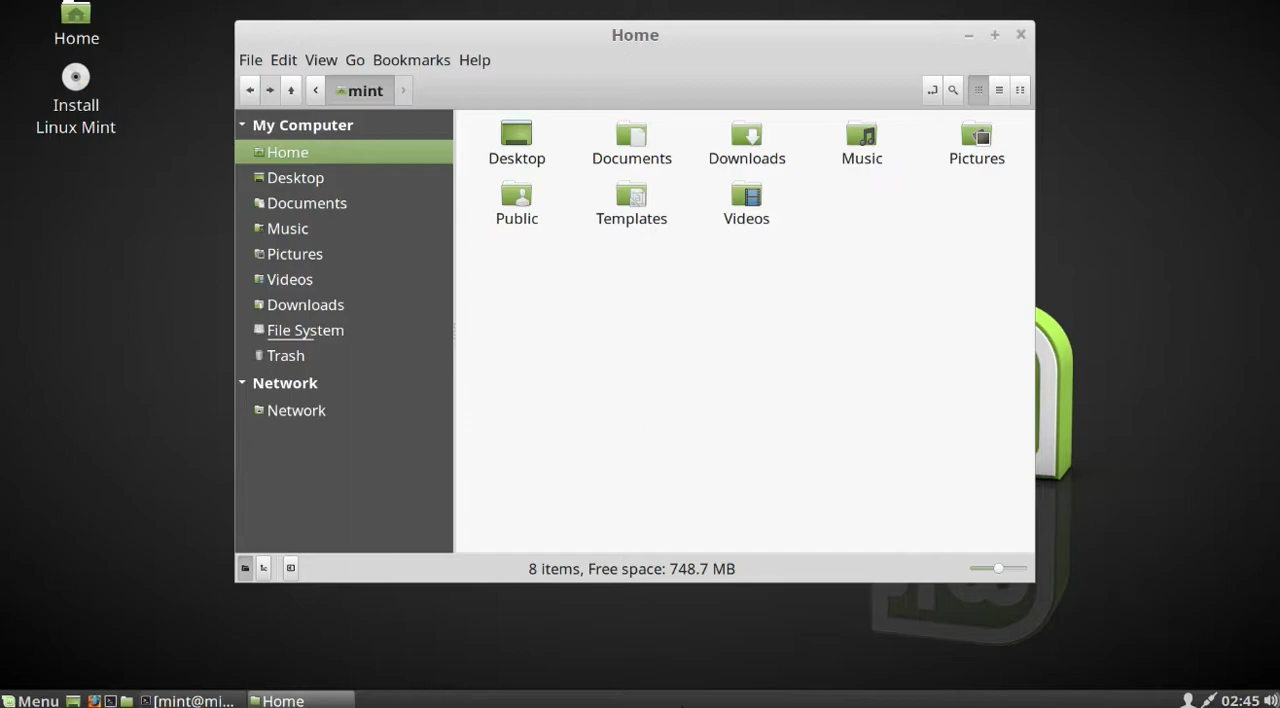 Home
Install
Linux Mint
Home
File Edit View Go Bookmarks Help
mint
My Computer
Home
Desktop
Documents
Music
Pictures
Videos
Downloads
File System
Trash
Network
Network
Desktop Documents Downloads Music Pictures
Public Templates Videos
8 items, Free space: 748.7 MB
Menu [mint@mi... Home 02:45